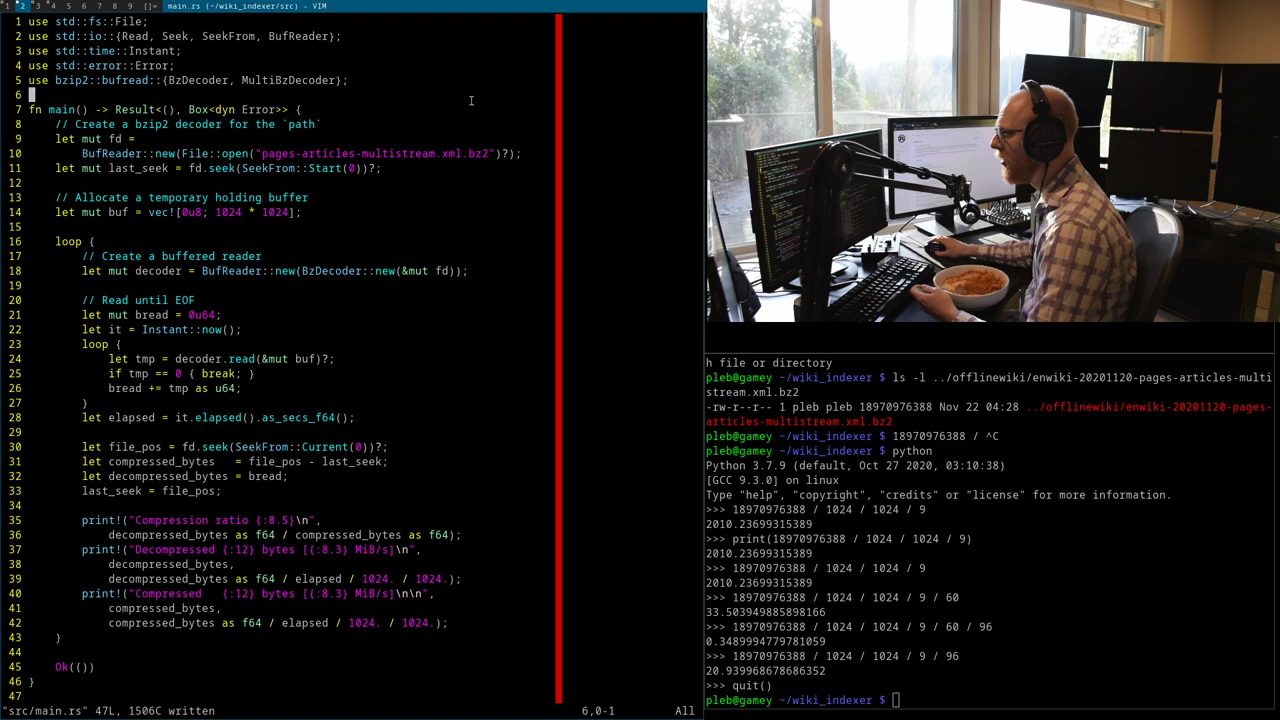 1 2 3 4 5 6 7 8 9 []= main.rs (~/wiki_indexer/src) - VIM
1 use std::fs::File;
2 use std::io::{Read, Seek, SeekFrom, BufReader};
3 use std::time::Instant;
4 use std::error::Error;
5 use bzip2::bufread::{BzDecoder, MultiBzDecoder};
6
7 fn main() -> Result<(), Box<dyn Error>> {
8     // Create a bzip2 decoder for the `path`
9     let mut fd =
10         BufReader::new(File::open("pages-articles-multistream.xml.bz2")?);
11     let mut last_seek = fd.seek(SeekFrom::Start(0))?;
12
13     // Allocate a temporary holding buffer
14     let mut buf = vec![0u8; 1024 * 1024];
15
16     loop {
17         // Create a buffered reader
18         let mut decoder = BufReader::new(BzDecoder::new(&mut fd));
19
20         // Read until EOF
21         let mut bread = 0u64;
22         let it = Instant::now();
23         loop {
24             let tmp = decoder.read(&mut buf)?;
25             if tmp == 0 { break; }
26             bread += tmp as u64;
27         }
28         let elapsed = it.elapsed().as_secs_f64();
29
30         let file_pos = fd.seek(SeekFrom::Current(0))?;
31         let compressed_bytes   = file_pos - last_seek;
32         let decompressed_bytes = bread;
33         last_seek = file_pos;
34
35         print!("Compression ratio {:8.5}\n",
36             decompressed_bytes as f64 / compressed_bytes as f64);
37         print!("Decompressed {:12} bytes [{:8.3} MiB/s]\n",
38             decompressed_bytes,
39             decompressed_bytes as f64 / elapsed / 1024. / 1024.);
40         print!("Compressed   {:12} bytes [{:8.3} MiB/s]\n\n",
41             compressed_bytes,
42             compressed_bytes as f64 / elapsed / 1024. / 1024.);
43     }
44
45     Ok(())
46 }
47
"src/main.rs" 47L, 1506C written 6,0-1 All
h file or directory
pleb@gamey ~/wiki_indexer $ ls -l ../offlinewiki/enwiki-20201120-pages-articles-multi
stream.xml.bz2
-rw-r--r-- 1 pleb pleb 18970976388 Nov 22 04:28 ../offlinewiki/enwiki-20201120-pages-
articles-multistream.xml.bz2
pleb@gamey ~/wiki_indexer $ 18970976388 / ^C
pleb@gamey ~/wiki_indexer $ python
Python 3.7.9 (default, Oct 27 2020, 03:10:38)
[GCC 9.3.0] on linux
Type "help", "copyright", "credits" or "license" for more information.
>>> 18970976388 / 1024 / 1024 / 9
2010.23699315389
>>> print(18970976388 / 1024 / 1024 / 9)
2010.23699315389
>>> 18970976388 / 1024 / 1024 / 9
2010.23699315389
>>> 18970976388 / 1024 / 1024 / 9 / 60
33.503949885898166
>>> 18970976388 / 1024 / 1024 / 9 / 60 / 96
0.3489994779781059
>>> 18970976388 / 1024 / 1024 / 9 / 96
20.939968678686352
>>> quit()
pleb@gamey ~/wiki_indexer $